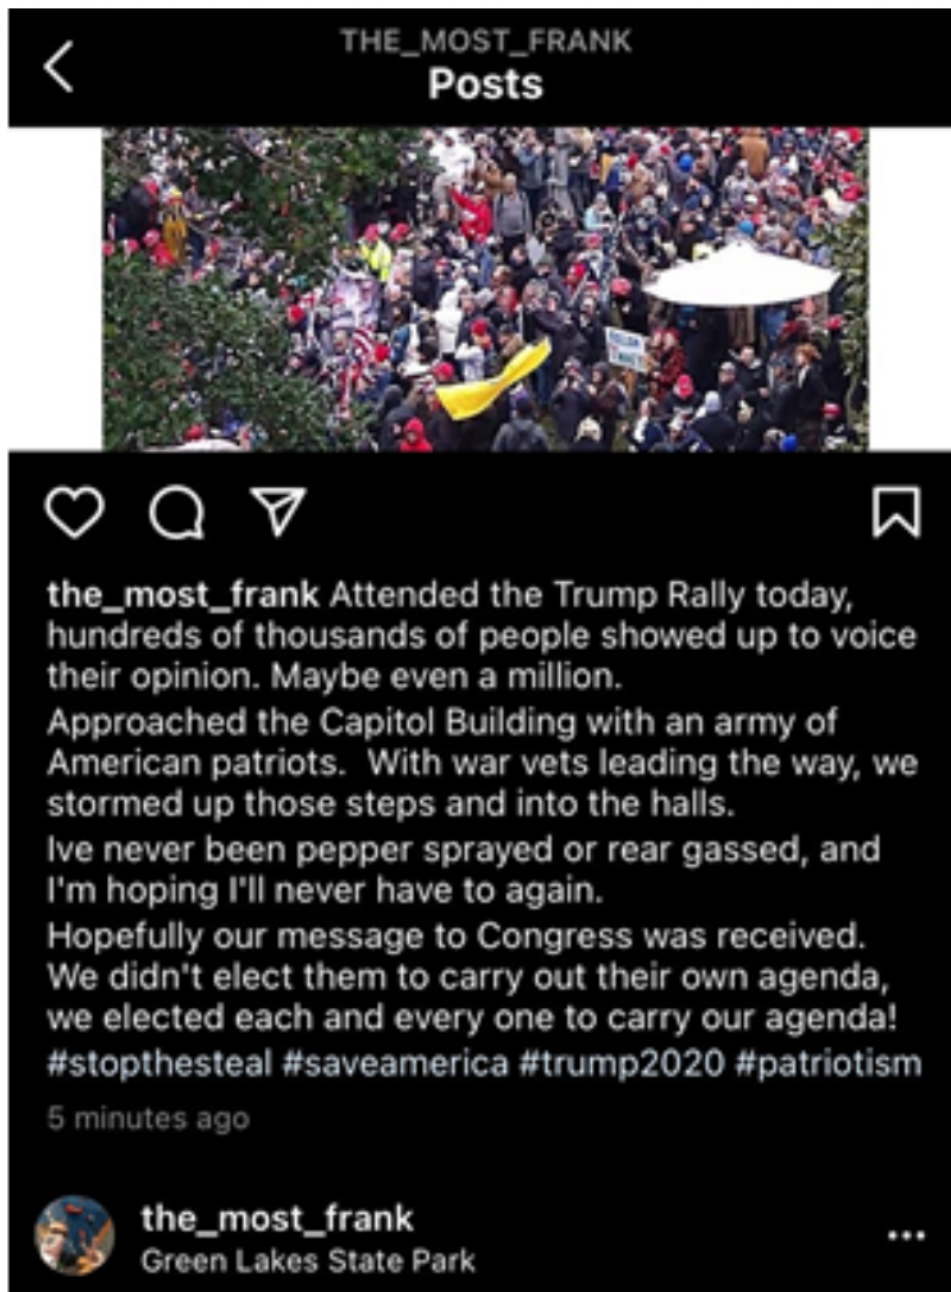 THE_MOST_FRANK
Posts
the_most_frank Attended the Trump Rally today,
hundreds of thousands of people showed up to voice
their opinion. Maybe even a million.
Approached the Capitol Building with an army of
American patriots.  With war vets leading the way, we
stormed up those steps and into the halls.
Ive never been pepper sprayed or rear gassed, and
I'm hoping I'll never have to again.
Hopefully our message to Congress was received.
We didn't elect them to carry out their own agenda,
we elected each and every one to carry our agenda!
#stopthesteal #saveamerica #trump2020 #patriotism
5 minutes ago
the_most_frank
Green Lakes State Park